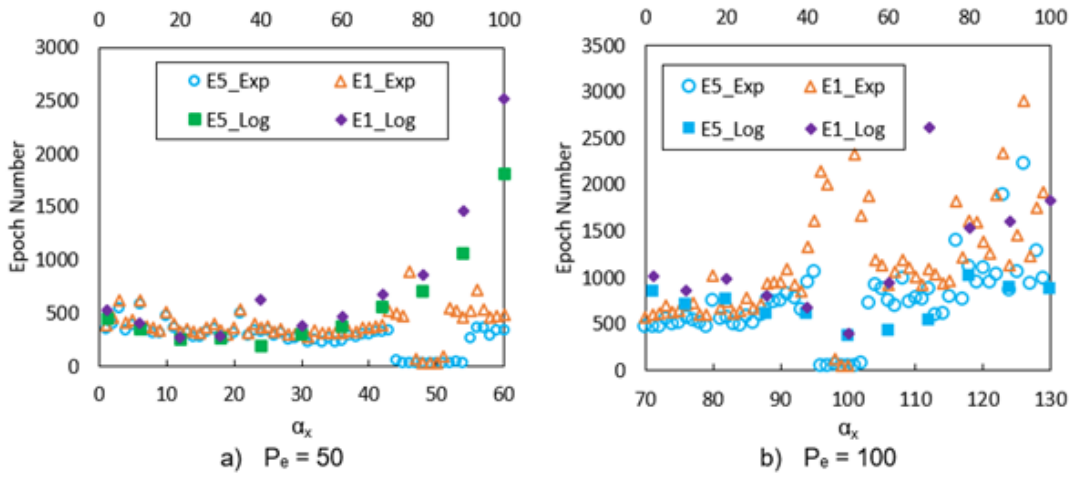 0 20 40 60 80 100
3000
2500
2000
1500
1000
500
0
Epoch Number
E5_Exp E1_Exp
E5_Log E1_Log
0 10 20 30 40 50 60
αx
a) Pe = 50
0 20 40 60 80 100
3500
3000
2500
2000
1500
1000
500
0
Epoch Number
E5_Exp E1_Exp
E5_Log E1_Log
70 80 90 100 110 120 130
αx
b) Pe = 100